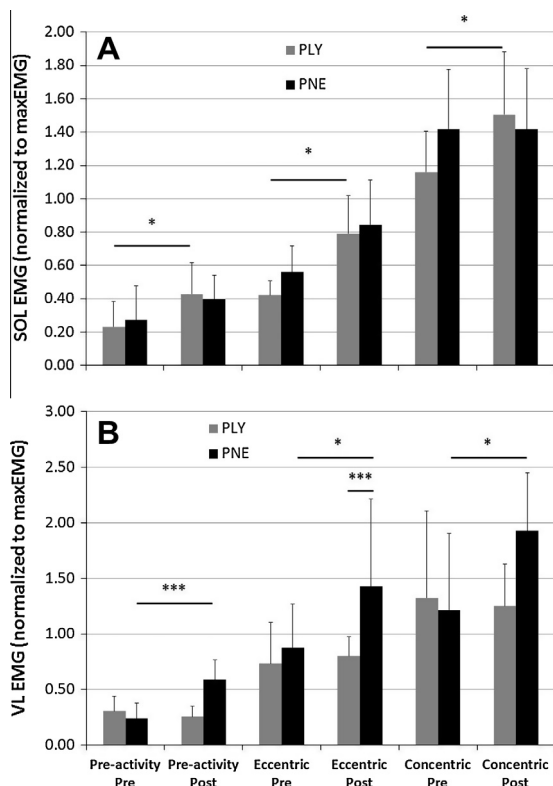 A
PLY
PNE
SOL EMG (normalized to maxEMG)
2.00
1.80
1.60
1.40
1.20
1.00
0.80
0.60
0.40
0.20
0.00
*
*
*
B
PLY
PNE
VL EMG (normalized to maxEMG)
3.00
2.50
2.00
1.50
1.00
0.50
0.00
***
*
***
*
Pre-activity Pre-activity Eccentric Eccentric Concentric Concentric
Pre Post Pre Post Pre Post